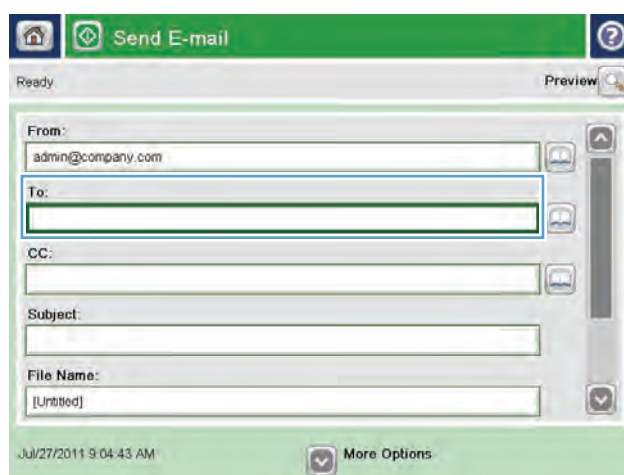 Send E-mail
?
Ready
Preview
From:
admin@company.com
To:
CC:
Subject:
File Name:
[Untitled]
Jul/27/2011 9:04:43 AM
More Options